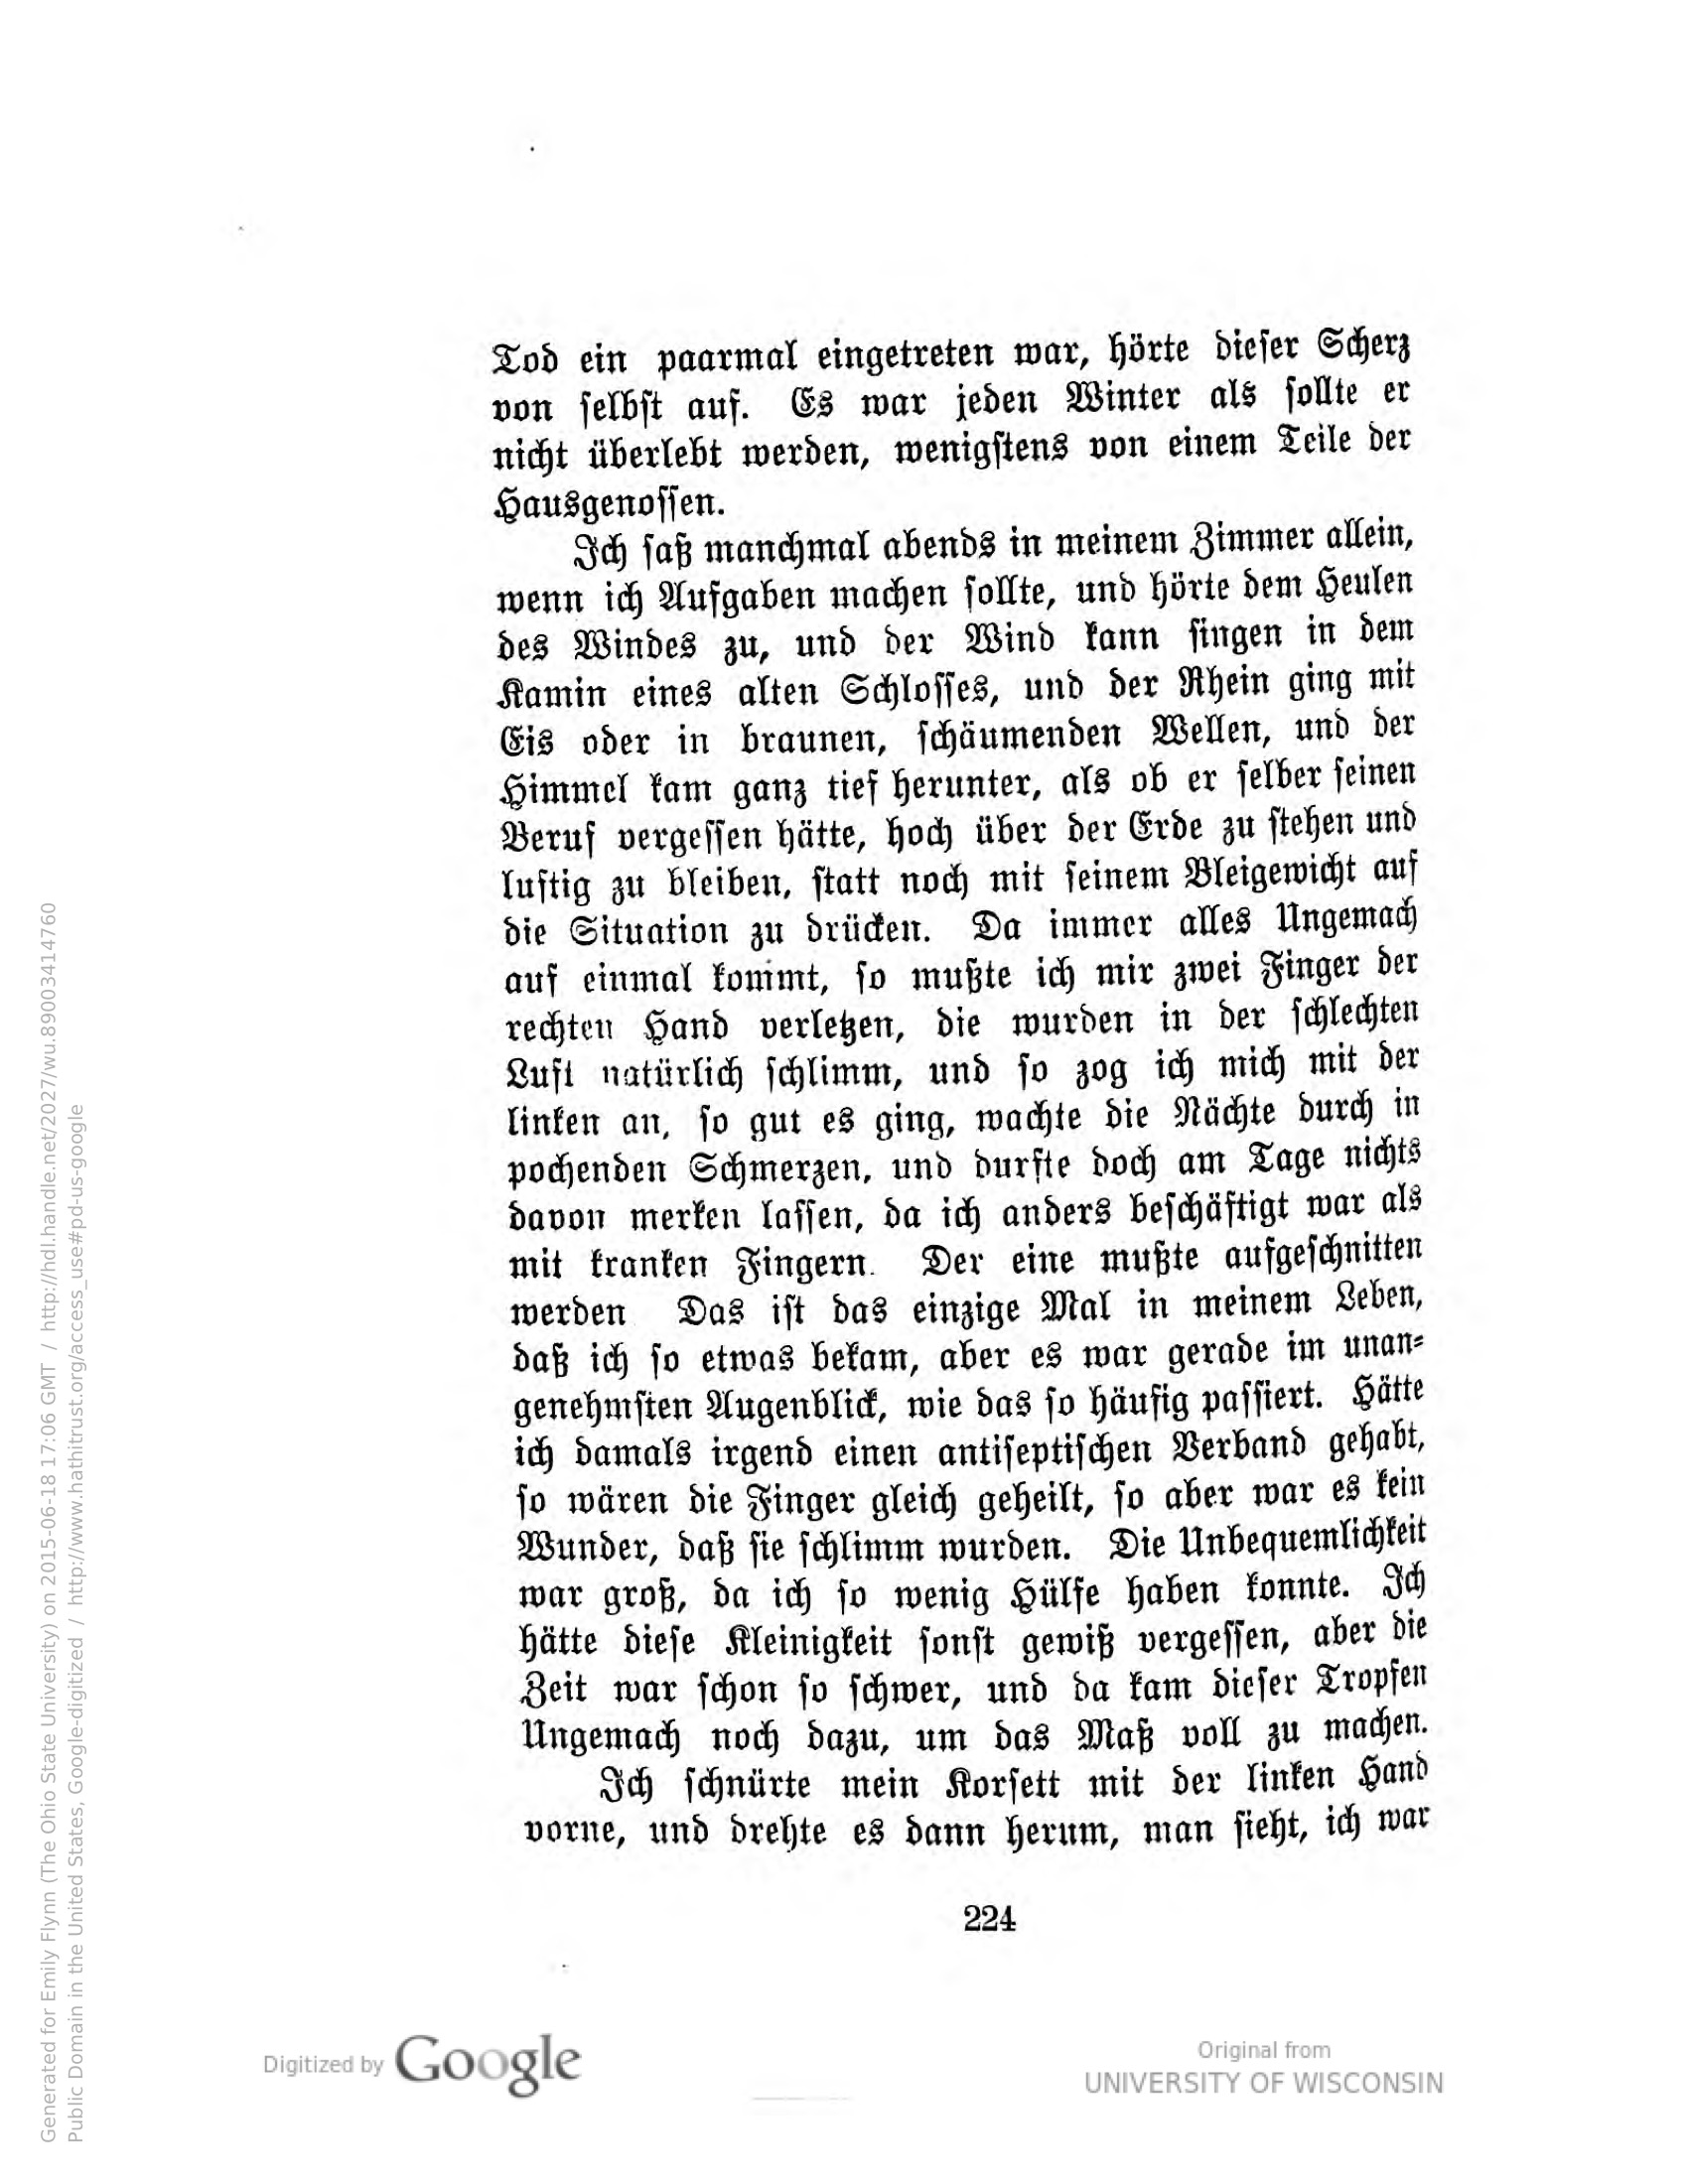 Tod ein paarmal eingetreten war, hörte dieser Scherz
von selbst auf. Es war jeden Winter als sollte er
nicht überlebt werden, wenigstens von einem Teile der
Hausgenossen.
Ich saß manchmal abends in meinem Zimmer allein,
wenn ich Aufgaben machen sollte, und hörte dem Heulen
des Windes zu, und der Wind kann singen in dem
Kamin eines alten Schlosses, und der Rhein ging mit
Eis oder in braunen, schäumenden Wellen, und der
Himmel kam ganz tief herunter, als ob er selber seinen
Beruf vergessen hätte, hoch über der Erde zu stehen und
luftig zu bleiben, statt noch mit seinem Bleigewicht auf
die Situation zu drücken. Da immer alles Ungemach
auf einmal kommt, so mußte ich mir zwei Finger der
rechten Hand verletzen, die wurden in der schlechten
Luft natürlich schlimm, und so zog ich mich mit der
linken an, so gut es ging, wachte die Nächte durch in
pochenden Schmerzen, und durfte doch am Tage nichts
davon merken lassen, da ich anders beschäftigt war als
mit kranken Fingern. Der eine mußte aufgeschnitten
werden Das ist das einzige Mal in meinem Leben,
daß ich so etwas bekam, aber es war gerade im unan-
genehmsten Augenblick, wie das so häufig passiert. Hätte
ich damals irgend einen antiseptischen Verband gehabt,
so wären die Finger gleich geheilt, so aber war es kein
Wunder, daß sie schlimm wurden. Die Unbequemlichkeit
war groß, da ich so wenig Hülfe haben konnte. Ich
hätte diese Kleinigkeit sonst gewiß vergessen, aber die
Zeit war schon so schwer, und da kam dieser Tropfen
Ungemach noch dazu, um das Maß voll zu machen.
Ich schnürte mein Korsett mit der linken Hand
vorne, und drehte es dann herum, man sieht, ich war
224
Digitized by Google
Original from
UNIVERSITY OF WISCONSIN
Generated for Emily Flynn (The Ohio State University) on 2015-06-18 17:06 GMT / http://hdl.handle.net/2027/wu.89003414760
Public Domain in the United States, Google-digitized / http://www.hathitrust.org/access_use#pd-us-google